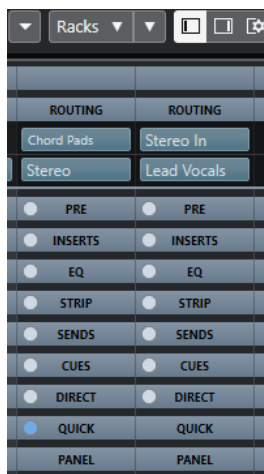 Racks
ROUTING ROUTING
Chord Pads Stereo In
Stereo Lead Vocals
PRE PRE
INSERTS INSERTS
EQ EQ
STRIP STRIP
SENDS SENDS
CUES CUES
DIRECT DIRECT
QUICK QUICK
PANEL PANEL